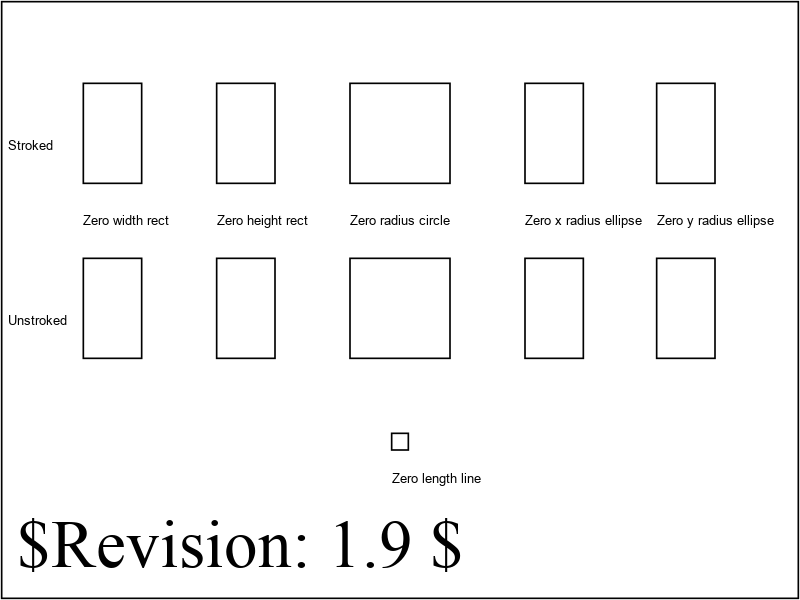 Stroked
Zero width rect Zero height rect Zero radius circle Zero x radius ellipse Zero y radius ellipse
Unstroked
Zero length line
$Revision: 1.9 $